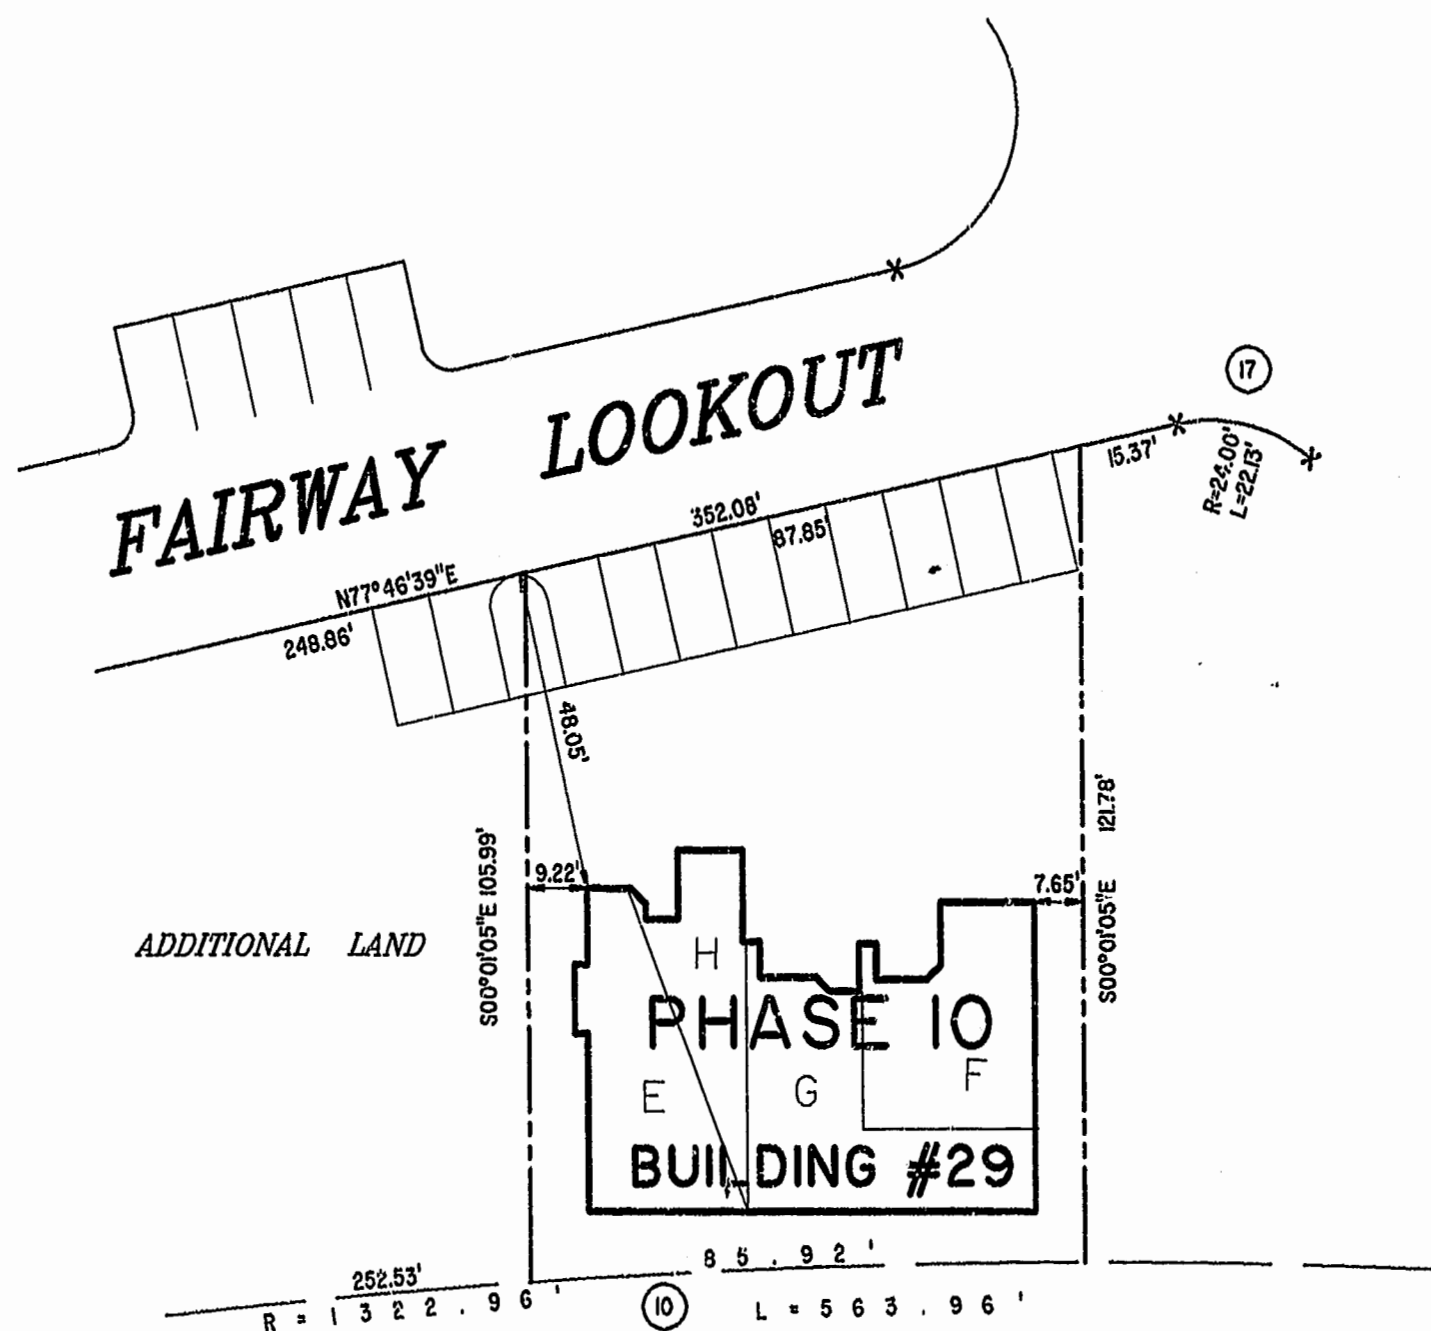 17
FAIRWAY LOOKOUT
15.37'
R=24.00'
L=22.13'
352.08'
87.85'
N77°46'39"E
248.86'
48.05'
121.78'
S00°01'05"E
S00°01'05"E 105.99'
9.22'
7.65'
ADDITIONAL LAND
H
PHASE 10
E
G
F
BUILDING #29
85.92'
252.53'
R = 1322.96'
10
L = 563.96'